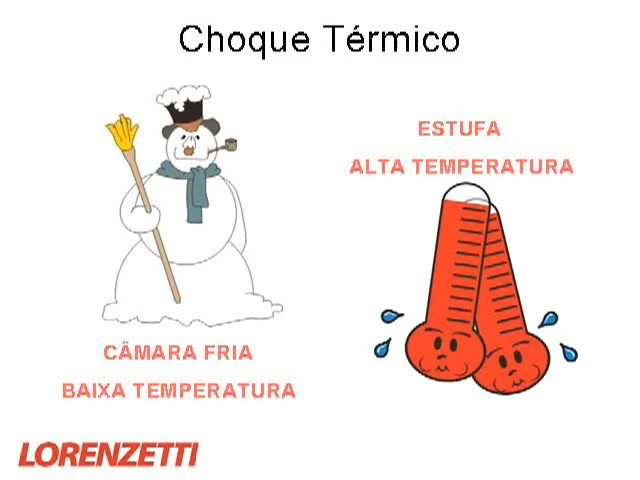 Choque Térmico
ESTUFA
ALTA TEMPERATURA
CÂMARA FRIA
BAIXA TEMPERATURA
LORENZETTI